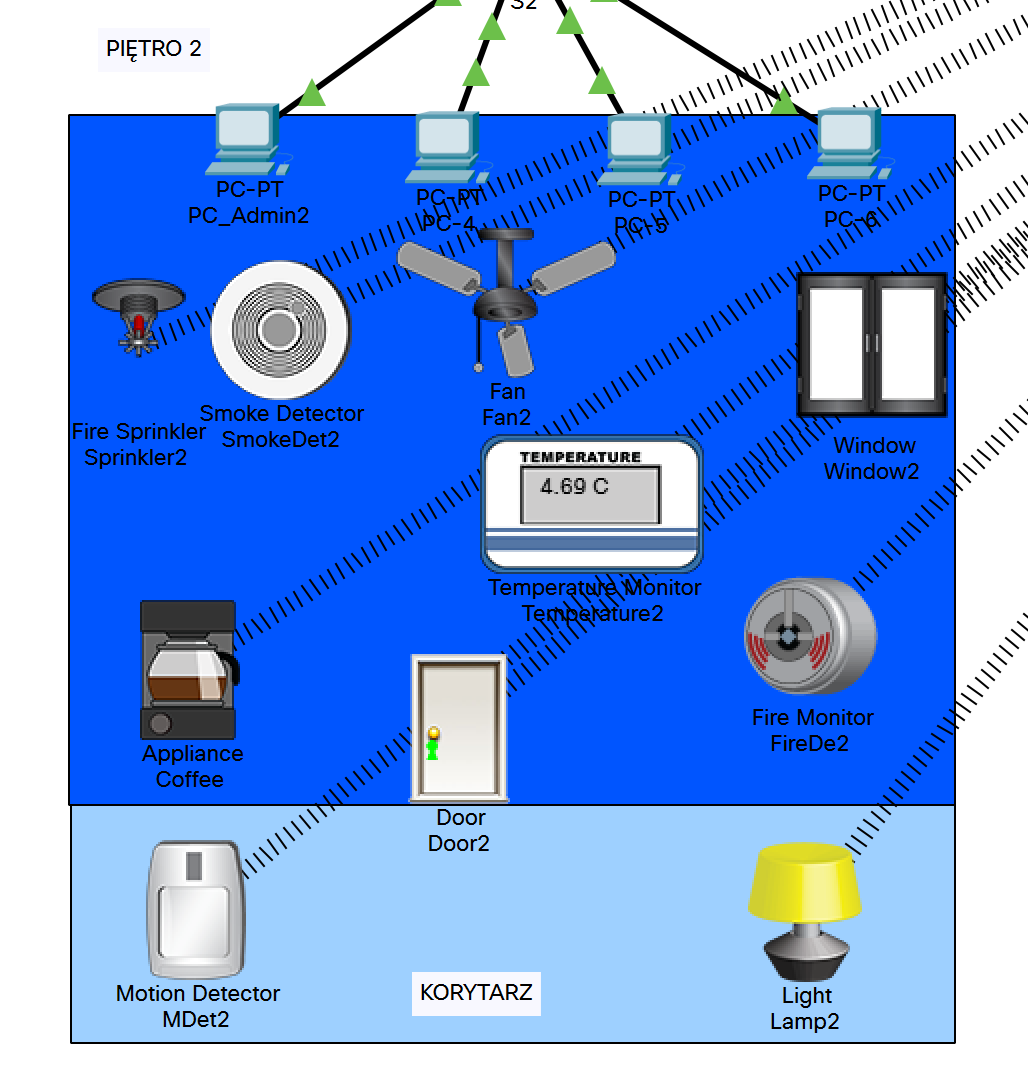 S2
PIĘTRO 2
PC-PT
PC_Admin2
PC-PT
PC-4
PC-PT
PC-5
PC-PT
PC-6
Fire Sprinkler
Sprinkler2
Smoke Detector
SmokeDet2
Fan
Fan2
Window
Window2
TEMPERATURE
4.69 C
Temperature Monitor
Temperature2
Appliance
Coffee
Fire Monitor
FireDe2
Door
Door2
Motion Detector
MDet2
KORYTARZ
Light
Lamp2